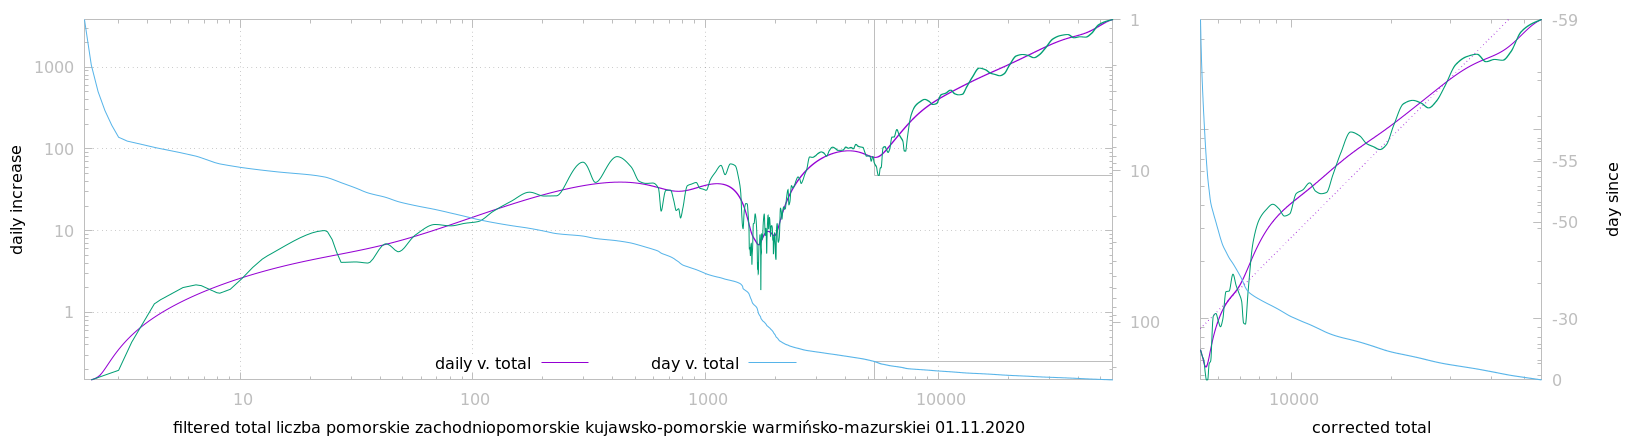 1000
100
10
1
daily increase
10
100
1000
10000
filtered total liczba pomorskie zachodniopomorskie kujawsko-pomorskie warmińsko-mazurskiei 01.11.2020
daily v. total
day v. total
1
10
100
10000
corrected total
-59
-55
-50
-30
0
day since